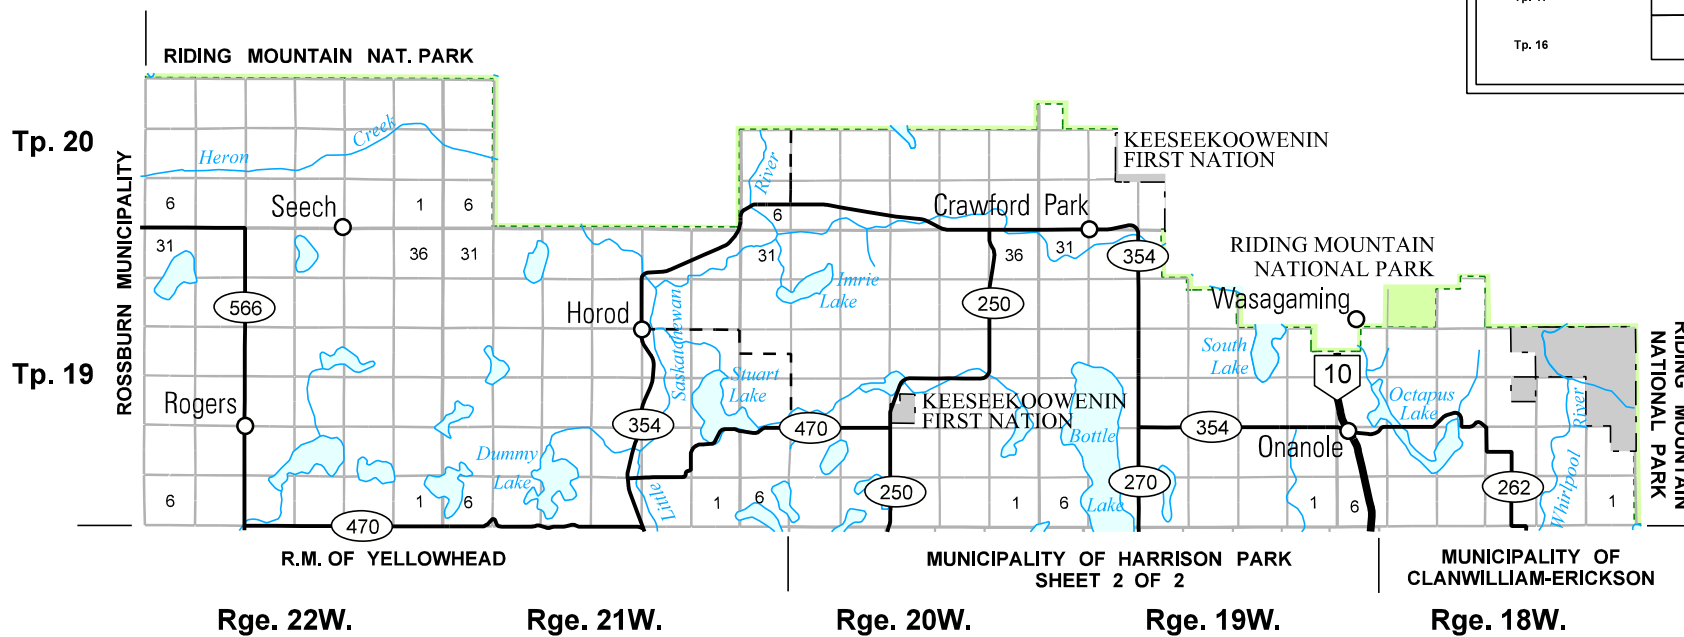 Tp. 16
RIDING MOUNTAIN NAT. PARK
Tp. 20
ROSSBURN MUNICIPALITY
Heron Creek
River
KEESEEKOOWENIN
FIRST NATION
6
Seech
1 6
6
Crawford Park
31
36 31
31
36 31
354
RIDING MOUNTAIN
NATIONAL PARK
566
Horod
Saskatchewan
Imrie
Lake
250
Wasagaming
Tp. 19
Rogers
Stuart
Lake
South
Lake
10
Octapus
Lake
River
RIDING MOUNTAIN
NATIONAL PARK
KEESEEKOOWENIN
FIRST NATION
354
470
Bottle
354
Onanole
Dummy
Lake
Little
250
270
262
Whirlpool
6
1 6
1 6
1 6
Lake
1 6
1
470
R.M. OF YELLOWHEAD
MUNICIPALITY OF HARRISON PARK
SHEET 2 OF 2
MUNICIPALITY OF
CLANWILLIAM-ERICKSON
Rge. 22W. Rge. 21W. Rge. 20W. Rge. 19W. Rge. 18W.